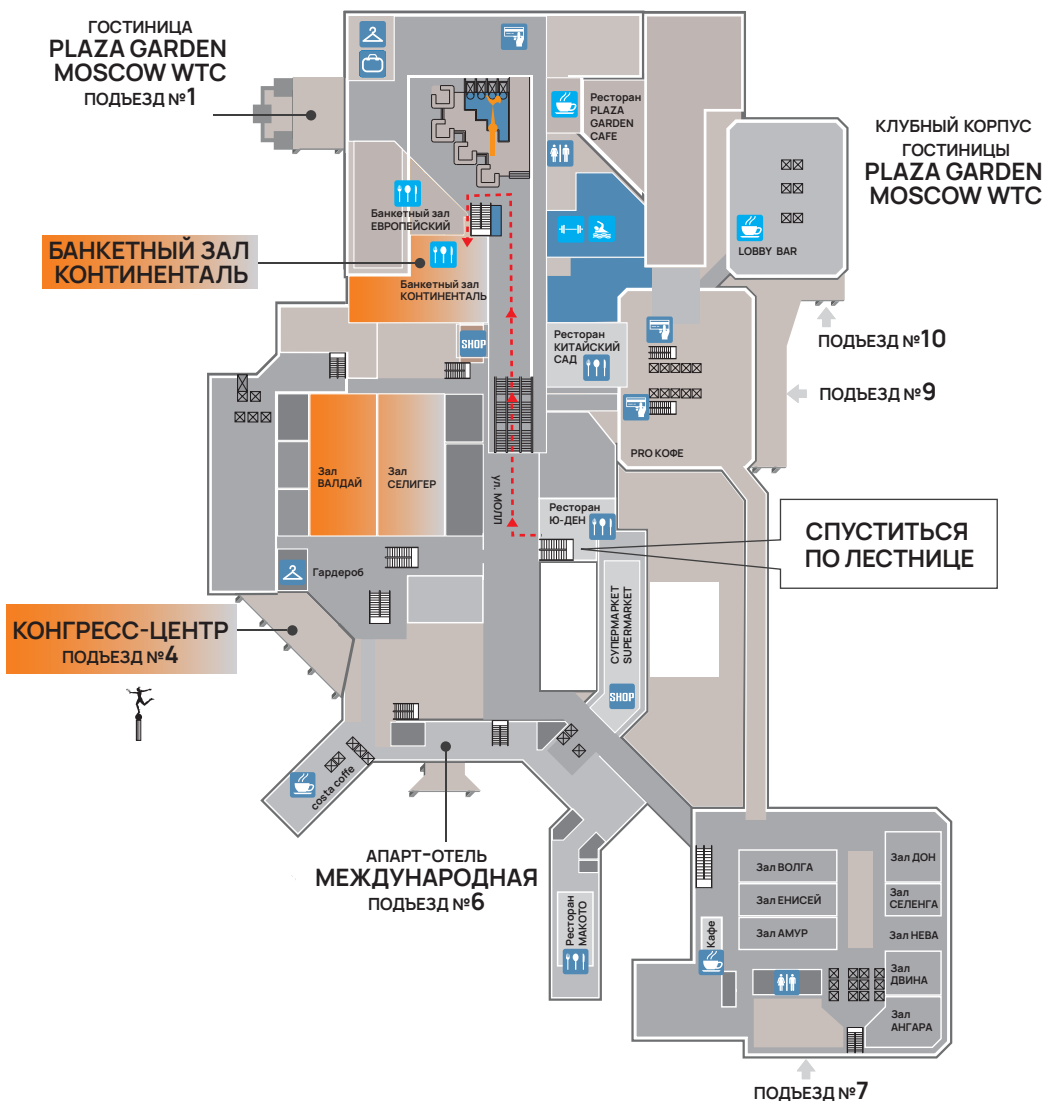 ГОСТИНИЦА
PLAZA GARDEN
MOSCOW WTC
ПОДЪЕЗД №1
Ресторан
PLAZA
GARDEN
CAFE
КЛУБНЫЙ КОРПУС
ГОСТИНИЦЫ
PLAZA GARDEN
MOSCOW WTC
Банкетный зал
ЕВРОПЕЙСКИЙ
LOBBY BAR
БАНКЕТНЫЙ ЗАЛ
КОНТИНЕНТАЛЬ
Банкетный зал
КОНТИНЕНТАЛЬ
ПОДЪЕЗД №10
SHOP
Ресторан
КИТАЙСКИЙ
САД
ПОДЪЕЗД №9
PRO КОФЕ
Зал
ВАЛДАЙ
Зал
СЕЛИГЕР
ул. МОЛЛ
Ресторан
Ю-ДЕН
СПУСТИТЬСЯ
ПО ЛЕСТНИЦЕ
Гардероб
КОНГРЕСС-ЦЕНТР
ПОДЪЕЗД №4
СУПЕРМАРКЕТ
SUPERMARKET
SHOP
costa coffe
АПАРТ-ОТЕЛЬ
МЕЖДУНАРОДНАЯ
ПОДЪЕЗД №6
Ресторан
МАКОТО
Зал ВОЛГА
Зал ЕНИСЕЙ
Зал АМУР
Зал ДОН
Зал
СЕЛЕНГА
Зал НЕВА
Зал
ДВИНА
Зал
АНГАРА
Кафе
ПОДЪЕЗД №7